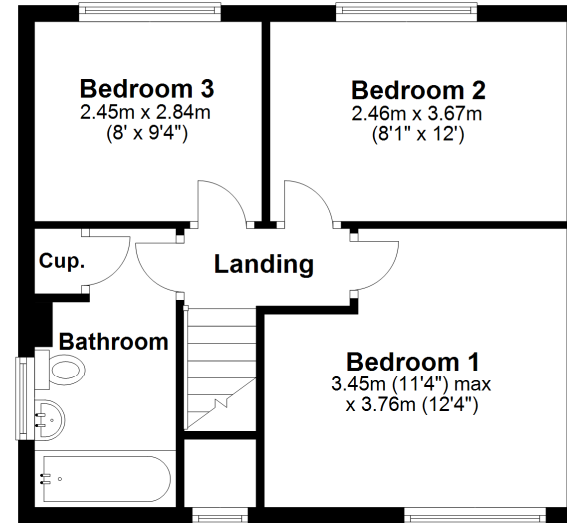 Bedroom 3
2.45m x 2.84m
(8' x 9'4")
Bedroom 2
2.46m x 3.67m
(8'1" x 12')
Cup.
Landing
Bathroom
Bedroom 1
3.45m (11'4") max
x 3.76m (12'4")